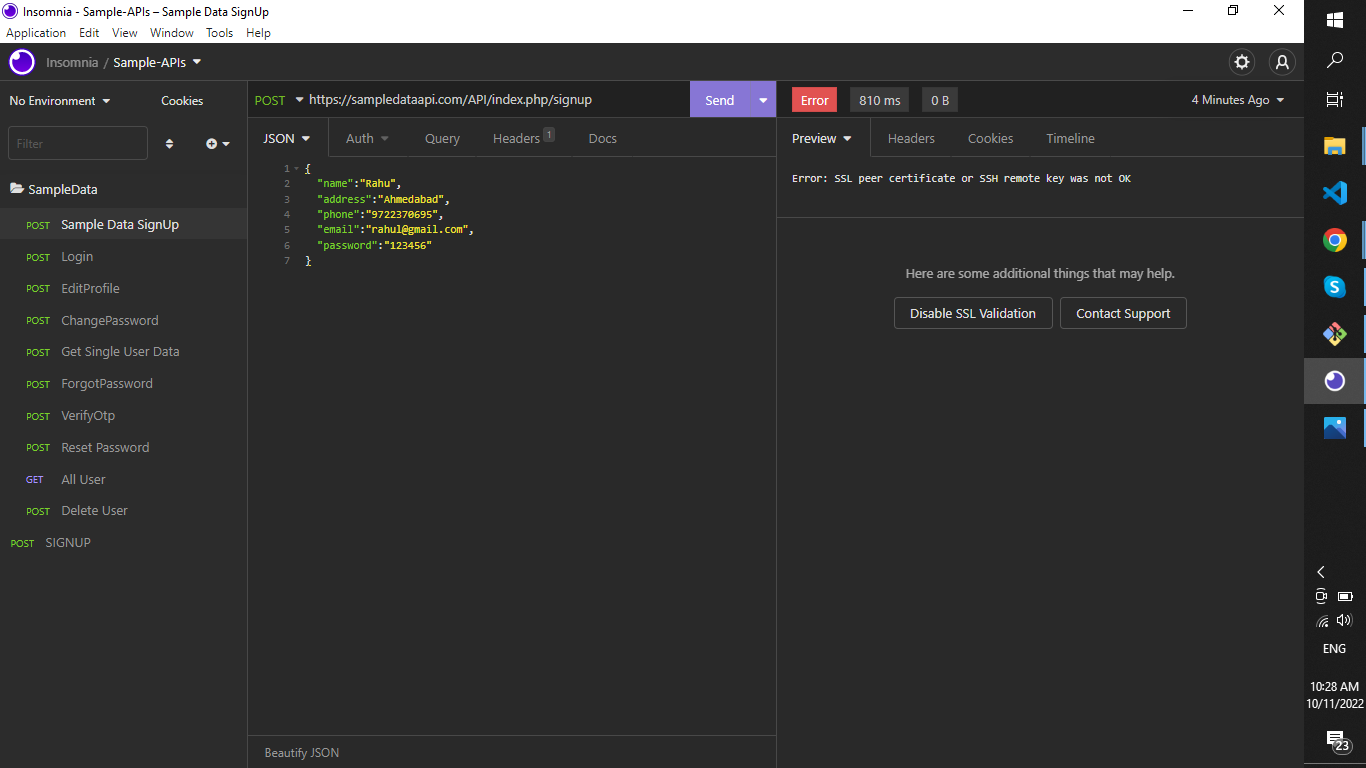 Insomnia - Sample-APIs – Sample Data SignUp
Application Edit View Window Tools Help
Insomnia / Sample-APIs
No Environment Cookies
Filter
SampleData
POST Sample Data SignUp
POST Login
POST EditProfile
POST ChangePassword
POST Get Single User Data
POST ForgotPassword
POST VerifyOtp
POST Reset Password
GET All User
POST Delete User
POST SIGNUP
POST https://sampledataapi.com/API/index.php/signup Send
JSON Auth Query Headers 1 Docs
1 {
2 "name":"Rahu",
3 "address":"Ahmedabad",
4 "phone":"9722370695",
5 "email":"rahul@gmail.com",
6 "password":"123456"
7 }
Beautify JSON
Error 810 ms 0 B 4 Minutes Ago
Preview Headers Cookies Timeline
Error: SSL peer certificate or SSH remote key was not OK
Here are some additional things that may help.
Disable SSL Validation Contact Support
ENG
10:28 AM
10/11/2022
23